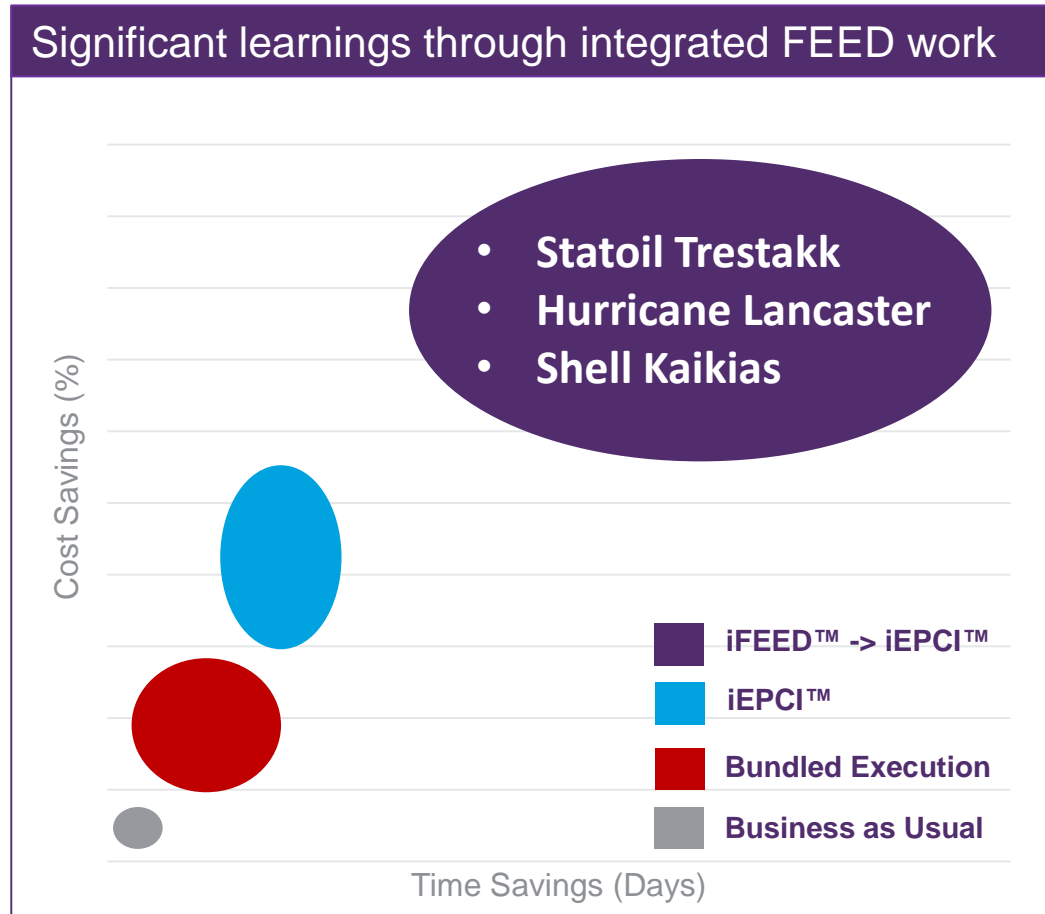 Significant learnings through integrated FEED work
• Statoil Trestakk
• Hurricane Lancaster
• Shell Kaikias
Cost Savings (%)
iFEED™ -> iEPCI™
iEPCI™
Bundled Execution
Business as Usual
Time Savings (Days)